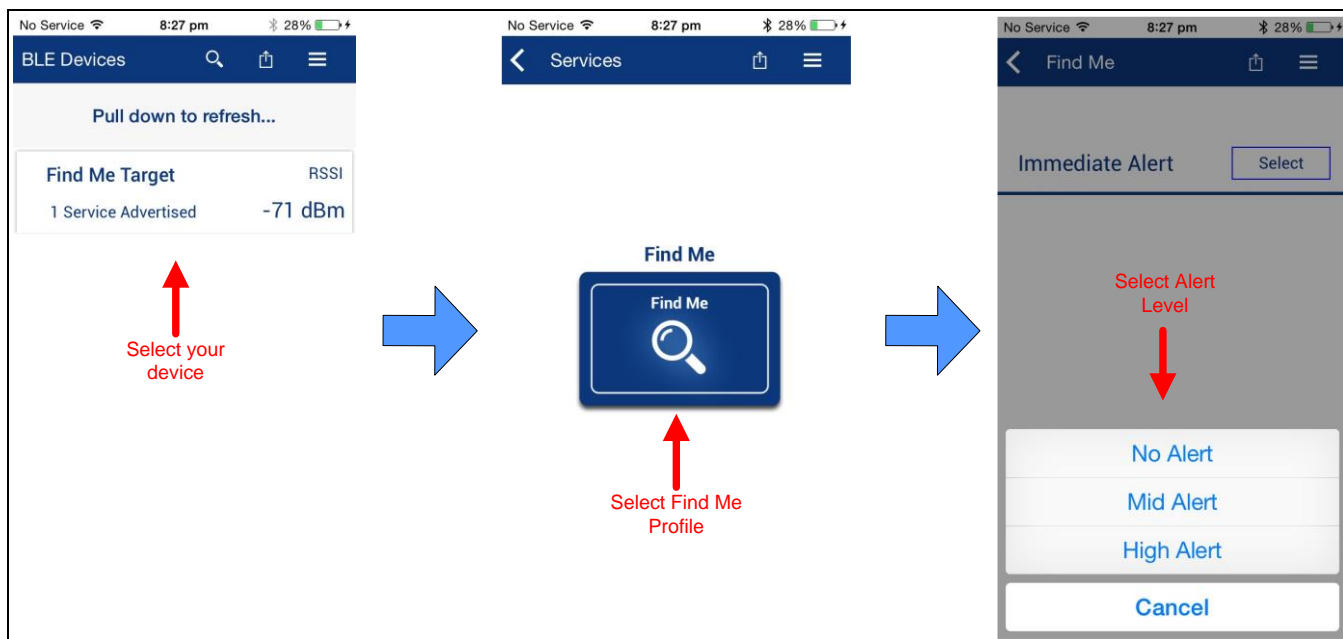 No Service 8:27 pm 28%
BLE Devices
Pull down to refresh...
Find Me Target RSSI
1 Service Advertised -71 dBm
Select your
device
No Service 8:27 pm 28%
Services
Find Me
Find Me
Select Find Me
Profile
No Service 8:27 pm 28%
Find Me
Immediate Alert Select
Select Alert
Level
No Alert
Mid Alert
High Alert
Cancel